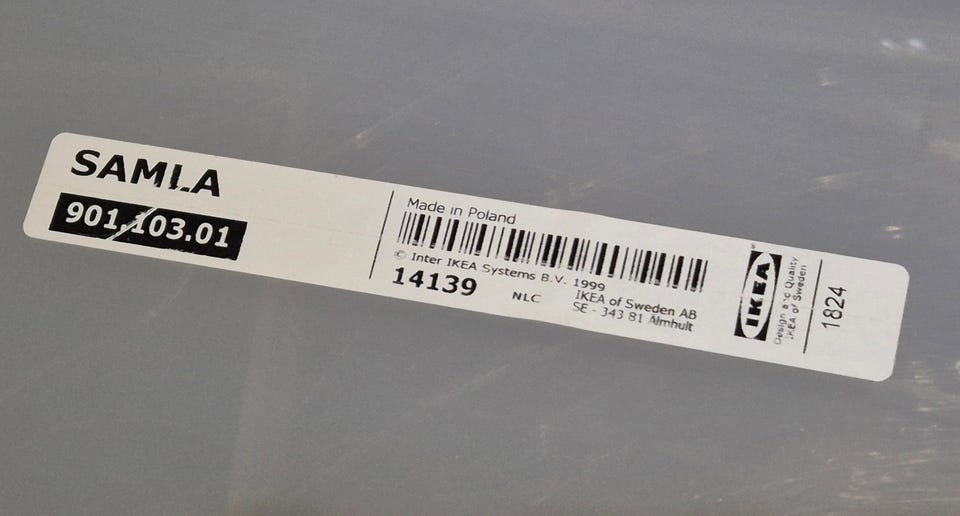 SAMLA
901.103.01
Made in Poland
© Inter IKEA Systems B.V. 1999
14139
NLC
IKEA of Sweden AB
SE - 343 81 Älmhult
IKEA
Design and Quality
IKEA of Sweden
1824